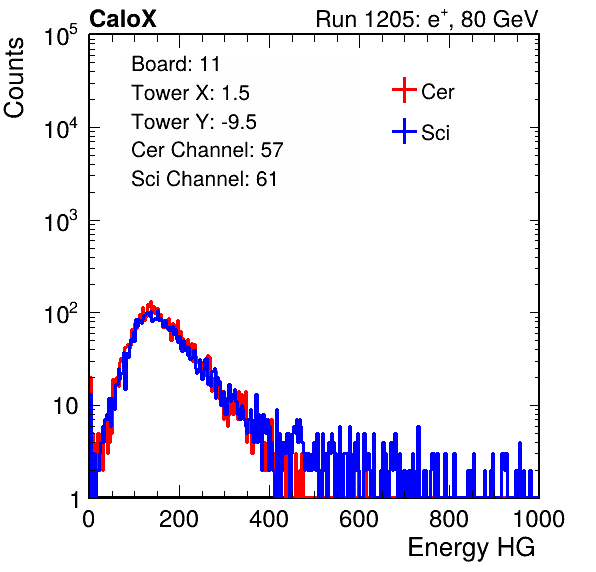 CaloX
Run 1205: e⁺, 80 GeV
Counts
10⁵
10⁴
10³
10²
10
1
Board: 11
Tower X: 1.5
Tower Y: -9.5
Cer Channel: 57
Sci Channel: 61
Cer
Sci
0 200 400 600 800 1000
Energy HG